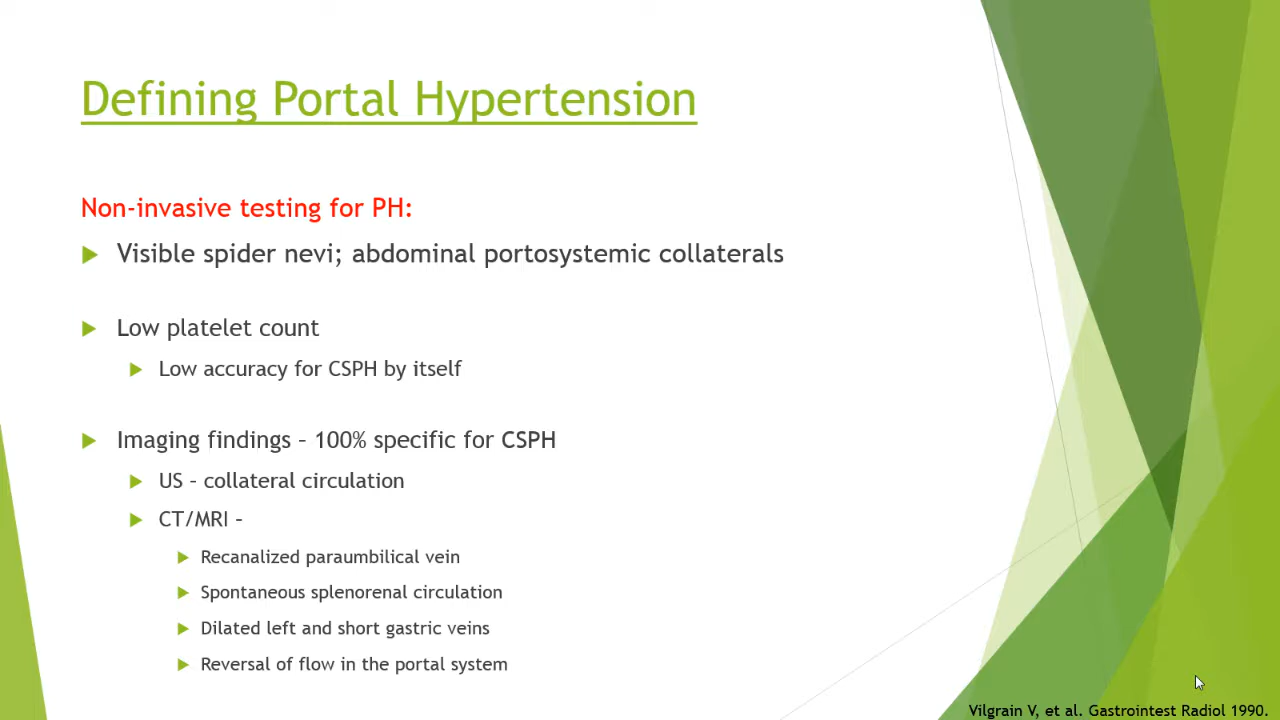 Defining Portal Hypertension
Non-invasive testing for PH:
Visible spider nevi; abdominal portosystemic collaterals
Low platelet count
Low accuracy for CSPH by itself
Imaging findings – 100% specific for CSPH
US – collateral circulation
CT/MRI –
Recanalized paraumbilical vein
Spontaneous splenorenal circulation
Dilated left and short gastric veins
Reversal of flow in the portal system
Vilgrain V, et al. Gastrointest Radiol 1990.